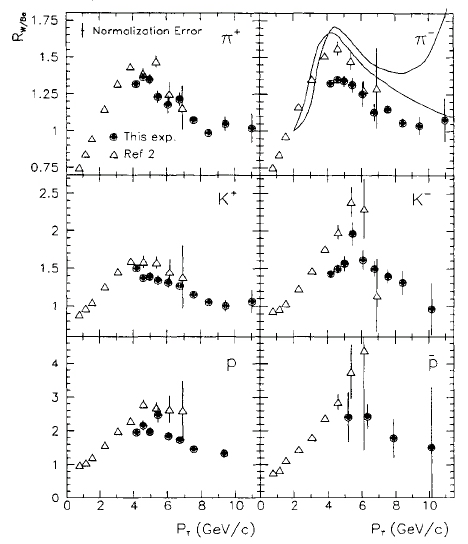 R_W/Be
Normalization Error
π⁺
π⁻
1.75
1.5
1.25
1
0.75
This exp.
Ref 2
K⁺
K⁻
2.5
2
1.5
1
p
p̄
4
3
2
1
0
0 2 4 6 8 10
0 2 4 6 8 10
P_T (GeV/c)
P_T (GeV/c)